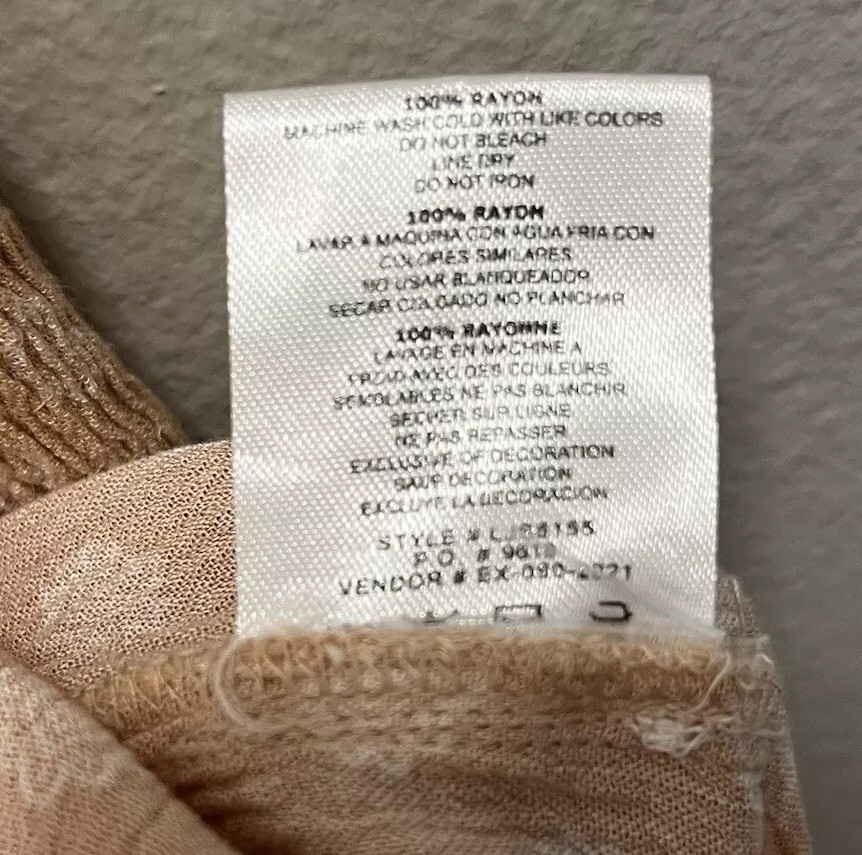 100% RAYON
MACHINE WASH COLD WITH LIKE COLORS
DO NOT BLEACH
LINE DRY
DO NOT IRON
100% RAYON
LAVAR A MAQUINA CON AGUA FRIA CON
COLORES SIMILARES
NO USAR BLANQUEADOR
SECAR COLGADO NO PLANCHAR
100% RAYONNE
LAVAGE EN MACHINE A
FROID AVEC DES COULEURS
SEMBLABLES NE PAS BLANCHIR
SECHER SUR LIGNE
NE PAS REPASSER
EXCLUSIVE OF DECORATION
SAUF DECORATION
EXCLUYE LA DECORACION
STYLE #
P.O. #
VENDOR #